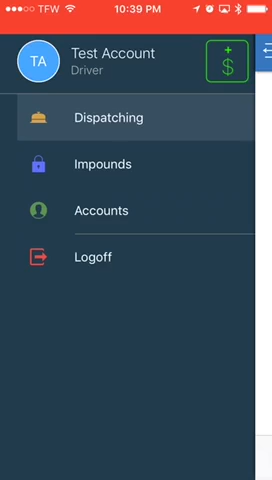 TFW 10:39 PM
TA
Test Account
Driver
+
$
Dispatching
Impounds
Accounts
Logoff